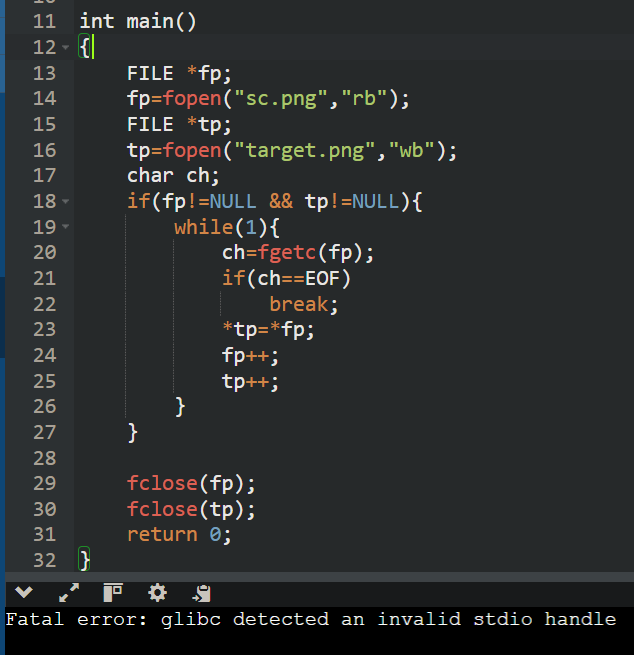 11 int main()
12 {
13 FILE *fp;
14 fp=fopen("sc.png","rb");
15 FILE *tp;
16 tp=fopen("target.png","wb");
17 char ch;
18 if(fp!=NULL && tp!=NULL){
19 while(1){
20 ch=fgetc(fp);
21 if(ch==EOF)
22 break;
23 *tp=*fp;
24 fp++;
25 tp++;
26 }
27 }
28
29 fclose(fp);
30 fclose(tp);
31 return 0;
32 }
Fatal error: glibc detected an invalid stdio handle